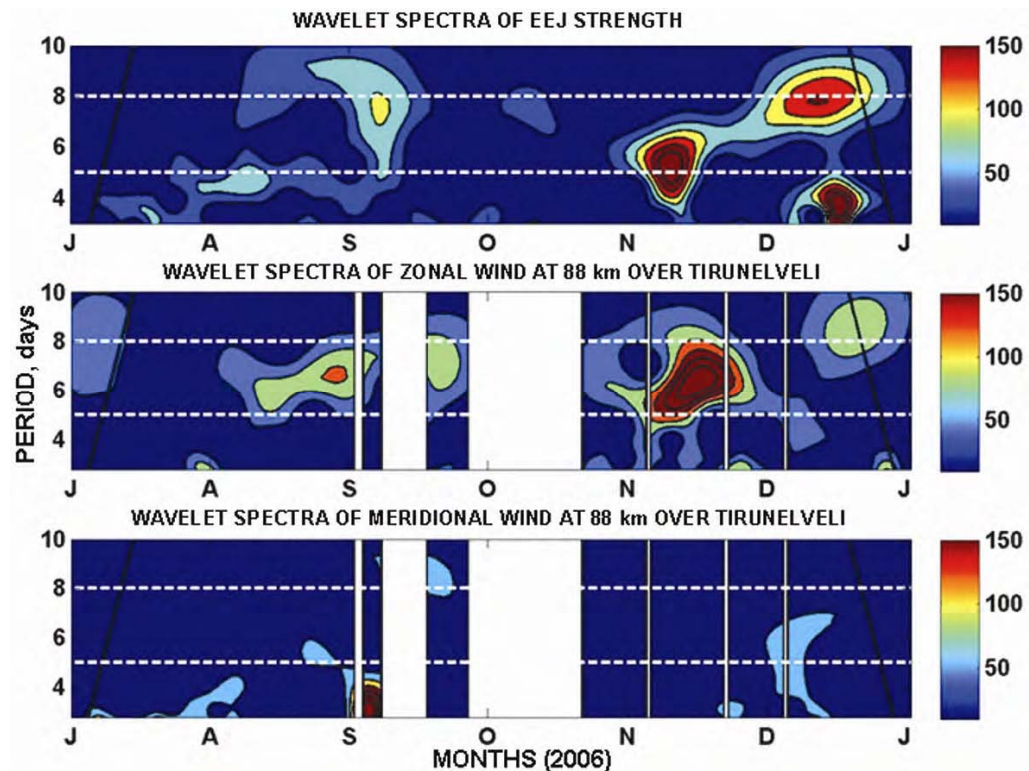 WAVELET SPECTRA OF EEJ STRENGTH
10
8
6
4
J A S O N D J
150
100
50
WAVELET SPECTRA OF ZONAL WIND AT 88 km OVER TIRUNELVELI
PERIOD, days
10
8
6
4
J A S O N D J
150
100
50
WAVELET SPECTRA OF MERIDIONAL WIND AT 88 km OVER TIRUNELVELI
10
8
6
4
J A S O N D J
150
100
50
MONTHS (2006)